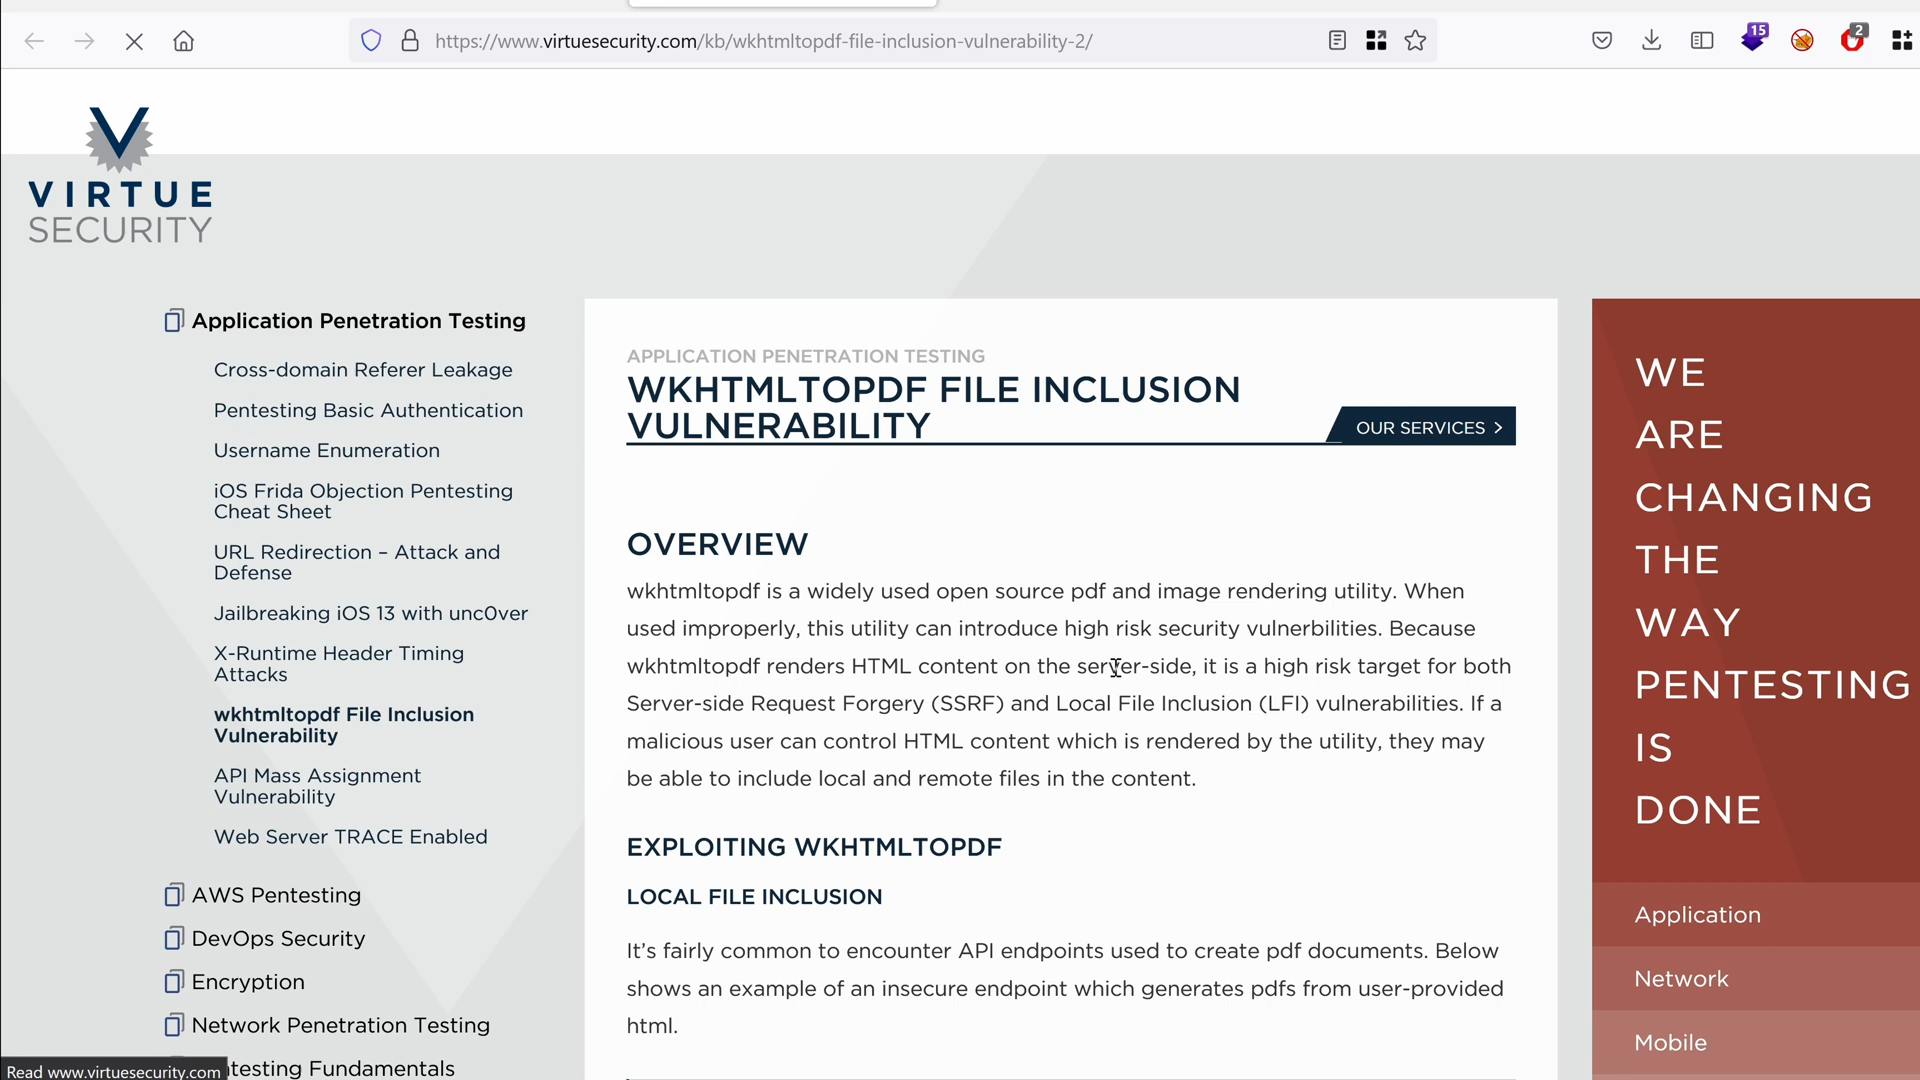 https://www.virtuesecurity.com/kb/wkhtmltopdf-file-inclusion-vulnerability-2/
15
2
VIRTUE
SECURITY
Application Penetration Testing
Cross-domain Referer Leakage
Pentesting Basic Authentication
Username Enumeration
iOS Frida Objection Pentesting
Cheat Sheet
URL Redirection – Attack and
Defense
Jailbreaking iOS 13 with unc0ver
X-Runtime Header Timing
Attacks
wkhtmltopdf File Inclusion
Vulnerability
API Mass Assignment
Vulnerability
Web Server TRACE Enabled
AWS Pentesting
DevOps Security
Encryption
Network Penetration Testing
testing Fundamentals
Read www.virtuesecurity.com
APPLICATION PENETRATION TESTING
WKHTMLTOPDF FILE INCLUSION
VULNERABILITY
OUR SERVICES >
OVERVIEW
wkhtmltopdf is a widely used open source pdf and image rendering utility. When
used improperly, this utility can introduce high risk security vulnerbilities. Because
wkhtmltopdf renders HTML content on the server-side, it is a high risk target for both
Server-side Request Forgery (SSRF) and Local File Inclusion (LFI) vulnerabilities. If a
malicious user can control HTML content which is rendered by the utility, they may
be able to include local and remote files in the content.
EXPLOITING WKHTMLTOPDF
LOCAL FILE INCLUSION
It's fairly common to encounter API endpoints used to create pdf documents. Below
shows an example of an insecure endpoint which generates pdfs from user-provided
html.
WE
ARE
CHANGING
THE
WAY
PENTESTING
IS
DONE
Application
Network
Mobile